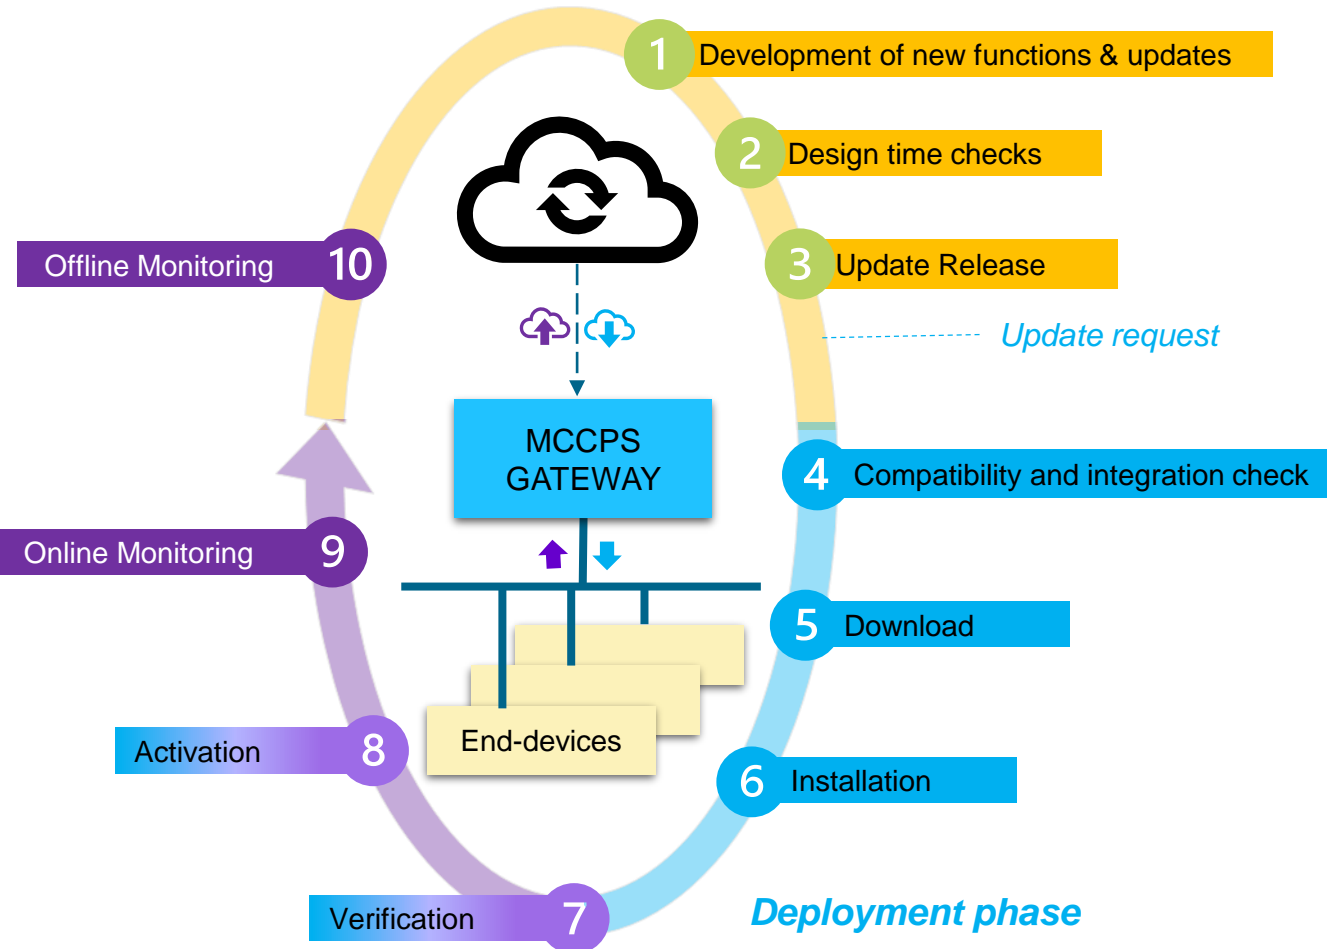 1 Development of new functions & updates
2 Design time checks
3 Update Release
Update request
4 Compatibility and integration check
5 Download
6 Installation
Deployment phase
7 Verification
8 Activation
9 Online Monitoring
10 Offline Monitoring
MCCPS
GATEWAY
End-devices